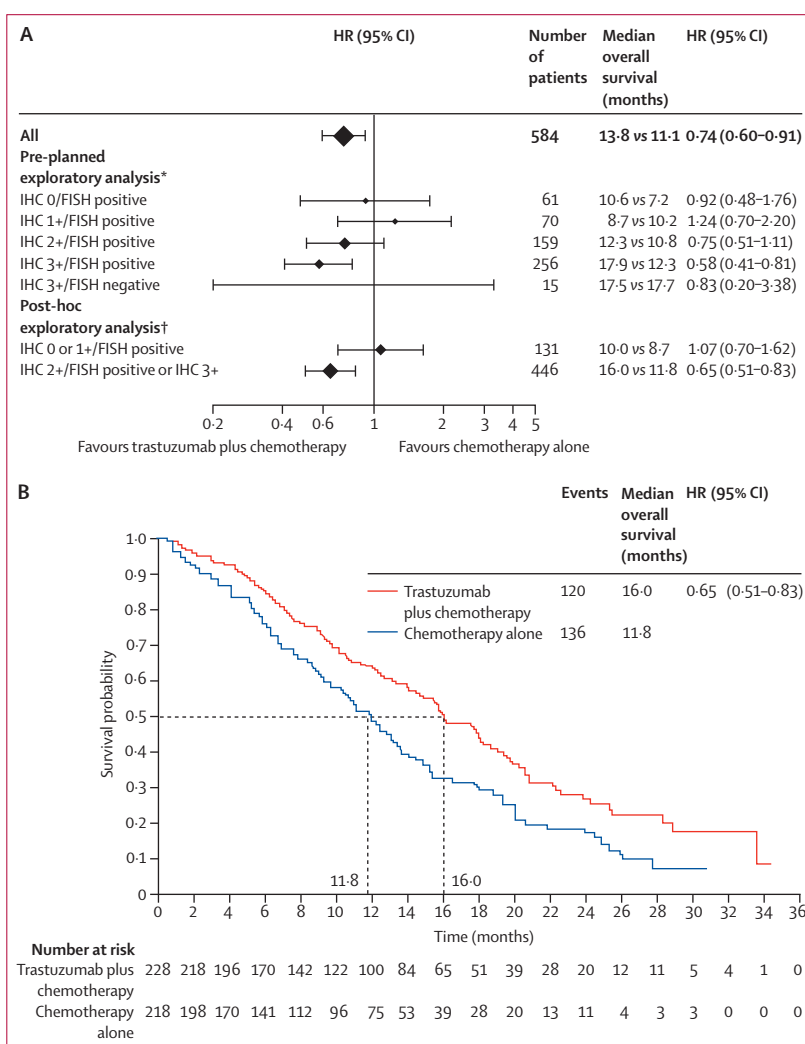 A
HR (95% CI) Number of patients Median overall survival (months) HR (95% CI)
All 584 13·8 vs 11·1 0·74 (0·60–0·91)
Pre-planned
exploratory analysis*
IHC 0/FISH positive 61 10·6 vs 7·2 0·92 (0·48–1·76)
IHC 1+/FISH positive 70 8·7 vs 10·2 1·24 (0·70–2·20)
IHC 2+/FISH positive 159 12·3 vs 10·8 0·75 (0·51–1·11)
IHC 3+/FISH positive 256 17·9 vs 12·3 0·58 (0·41–0·81)
IHC 3+/FISH negative 15 17·5 vs 17·7 0·83 (0·20–3·38)
Post-hoc
exploratory analysis†
IHC 0 or 1+/FISH positive 131 10·0 vs 8·7 1·07 (0·70–1·62)
IHC 2+/FISH positive or IHC 3+ 446 16·0 vs 11·8 0·65 (0·51–0·83)
0·2 0·4 0·6 1 2 3 4 5
Favours trastuzumab plus chemotherapy Favours chemotherapy alone
B
Events Median overall survival (months) HR (95% CI)
Trastuzumab plus chemotherapy 120 16·0 0·65 (0·51–0·83)
Chemotherapy alone 136 11·8
Survival probability
1·0
0·9
0·8
0·7
0·6
0·5
0·4
0·3
0·2
0·1
0
11·8 16·0
0 2 4 6 8 10 12 14 16 18 20 22 24 26 28 30 32 34 36
Time (months)
Number at risk
Trastuzumab plus chemotherapy 228 218 196 170 142 122 100 84 65 51 39 28 20 12 11 5 4 1 0
Chemotherapy alone 218 198 170 141 112 96 75 53 39 28 20 13 11 4 3 3 0 0 0